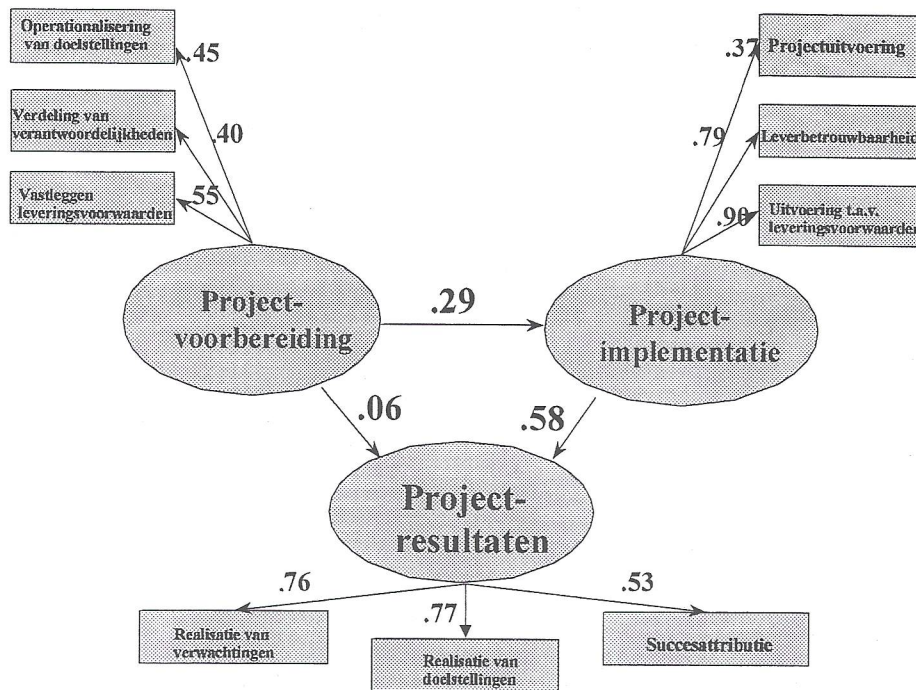 Operationalisering
van doelstellingen
.45
Verdeling van
verantwoordelijkheden
.40
Vastleggen
leveringsvoorwaarden
.55
.37
Projectuitvoering
.79
Leverbetrouwbaarheid
.90
Uitvoering t.a.v.
leveringsvoorwaarden
Project-
voorbereiding
.29
Project-
implementatie
.06
.58
Project-
resultaten
.76
.77
.53
Realisatie van
verwachtingen
Realisatie van
doelstellingen
Succesattributie